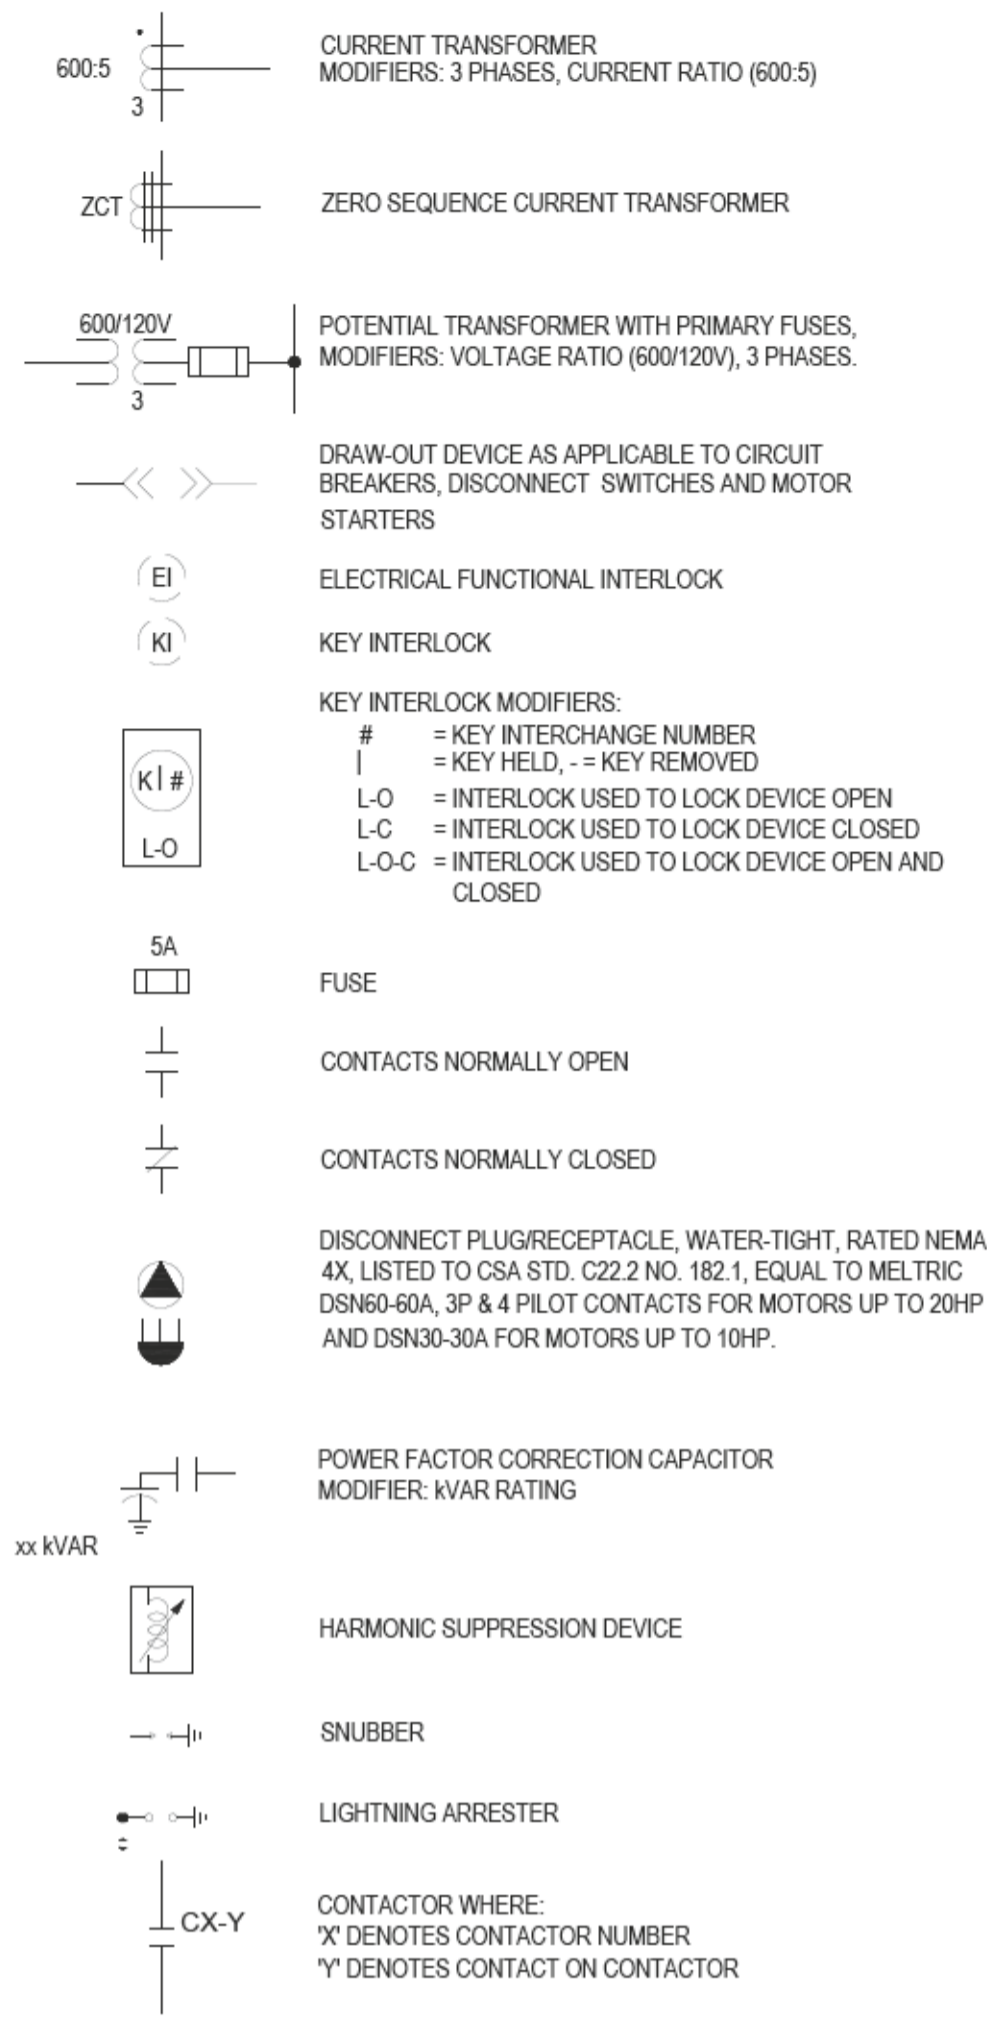 CURRENT TRANSFORMER
600:5
MODIFIERS: 3 PHASES, CURRENT RATIO (600:5)
3
ZCT
ZERO SEQUENCE CURRENT TRANSFORMER
600/120V
POTENTIAL TRANSFORMER WITH PRIMARY FUSES,
MODIFIERS: VOLTAGE RATIO (600/120V), 3 PHASES.
3
DRAW-OUT DEVICE AS APPLICABLE TO CIRCUIT
BREAKERS, DISCONNECT SWITCHES AND MOTOR
STARTERS
EI
ELECTRICAL FUNCTIONAL INTERLOCK
KI
KEY INTERLOCK
KEY INTERLOCK MODIFIERS:
# = KEY INTERCHANGE NUMBER
| = KEY HELD, - = KEY REMOVED
K|#
L-O = INTERLOCK USED TO LOCK DEVICE OPEN
L-C = INTERLOCK USED TO LOCK DEVICE CLOSED
L-O
L-O-C = INTERLOCK USED TO LOCK DEVICE OPEN AND
CLOSED
5A
FUSE
CONTACTS NORMALLY OPEN
CONTACTS NORMALLY CLOSED
DISCONNECT PLUG/RECEPTACLE, WATER-TIGHT, RATED NEMA
4X, LISTED TO CSA STD. C22.2 NO. 182.1, EQUAL TO MELTRIC
DSN60-60A, 3P & 4 PILOT CONTACTS FOR MOTORS UP TO 20HP
AND DSN30-30A FOR MOTORS UP TO 10HP.
POWER FACTOR CORRECTION CAPACITOR
MODIFIER: kVAR RATING
xx kVAR
HARMONIC SUPPRESSION DEVICE
SNUBBER
LIGHTNING ARRESTER
CX-Y
CONTACTOR WHERE:
'X' DENOTES CONTACTOR NUMBER
'Y' DENOTES CONTACT ON CONTACTOR